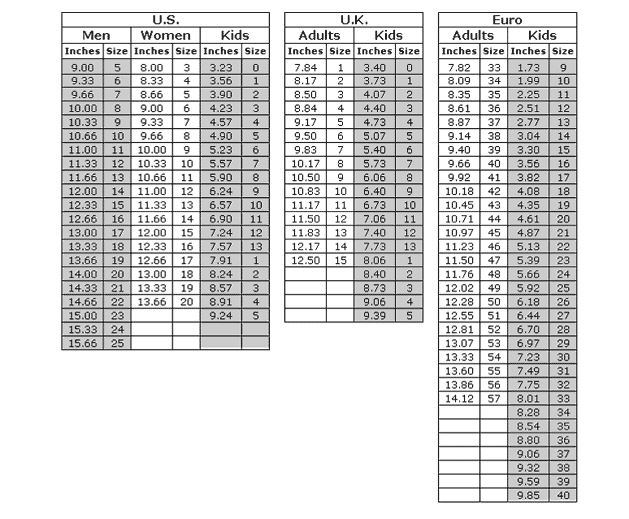 U.S. U.K. Euro
Men Women Kids Adults Kids Adults Kids
Inches Size Inches Size Inches Size Inches Size Inches Size Inches Size Inches Size
9.00 5 8.00 3 3.23 0 7.84 1 3.40 0 7.82 33 1.73 9
9.33 6 8.33 4 3.56 1 8.17 2 3.73 1 8.09 34 1.99 10
9.66 7 8.66 5 3.90 2 8.50 3 4.07 2 8.35 35 2.25 11
10.00 8 9.00 6 4.23 3 8.84 4 4.40 3 8.61 36 2.51 12
10.33 9 9.33 7 4.57 4 9.17 5 4.73 4 8.87 37 2.77 13
10.66 10 9.66 8 4.90 5 9.50 6 5.07 5 9.14 38 3.04 14
11.00 11 10.00 9 5.23 6 9.83 7 5.40 6 9.40 39 3.30 15
11.33 12 10.33 10 5.57 7 10.17 8 5.73 7 9.66 40 3.56 16
11.66 13 10.66 11 5.90 8 10.50 9 6.06 8 9.92 41 3.82 17
12.00 14 11.00 12 6.24 9 10.83 10 6.40 9 10.18 42 4.08 18
12.33 15 11.33 13 6.57 10 11.17 11 6.73 10 10.45 43 4.35 19
12.66 16 11.66 14 6.90 11 11.50 12 7.06 11 10.71 44 4.61 20
13.00 17 12.00 15 7.24 12 11.83 13 7.40 12 10.97 45 4.87 21
13.33 18 12.33 16 7.57 13 12.17 14 7.73 13 11.23 46 5.13 22
13.66 19 12.66 17 7.91 1 12.50 15 8.06 1 11.50 47 5.39 23
14.00 20 13.00 18 8.24 2 8.40 2 11.76 48 5.66 24
14.33 21 13.33 19 8.57 3 8.73 3 12.02 49 5.92 25
14.66 22 13.66 20 8.91 4 9.06 4 12.28 50 6.18 26
15.00 23 9.24 5 9.39 5 12.55 51 6.44 27
15.33 24 12.81 52 6.70 28
15.66 25 13.07 53 6.97 29
13.33 54 7.23 30
13.60 55 7.49 31
13.86 56 7.75 32
14.12 57 8.01 33
8.28 34
8.54 35
8.80 36
9.06 37
9.32 38
9.59 39
9.85 40